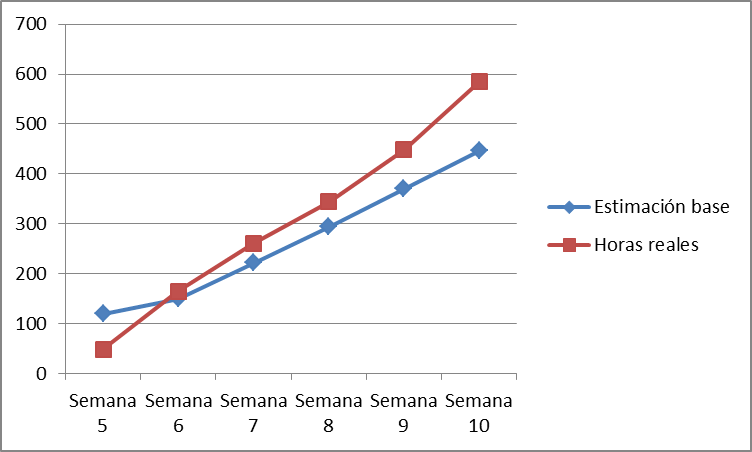 700
600
500
400
300
200
100
0
Semana 5
Semana 6
Semana 7
Semana 8
Semana 9
Semana 10
Estimación base
Horas reales